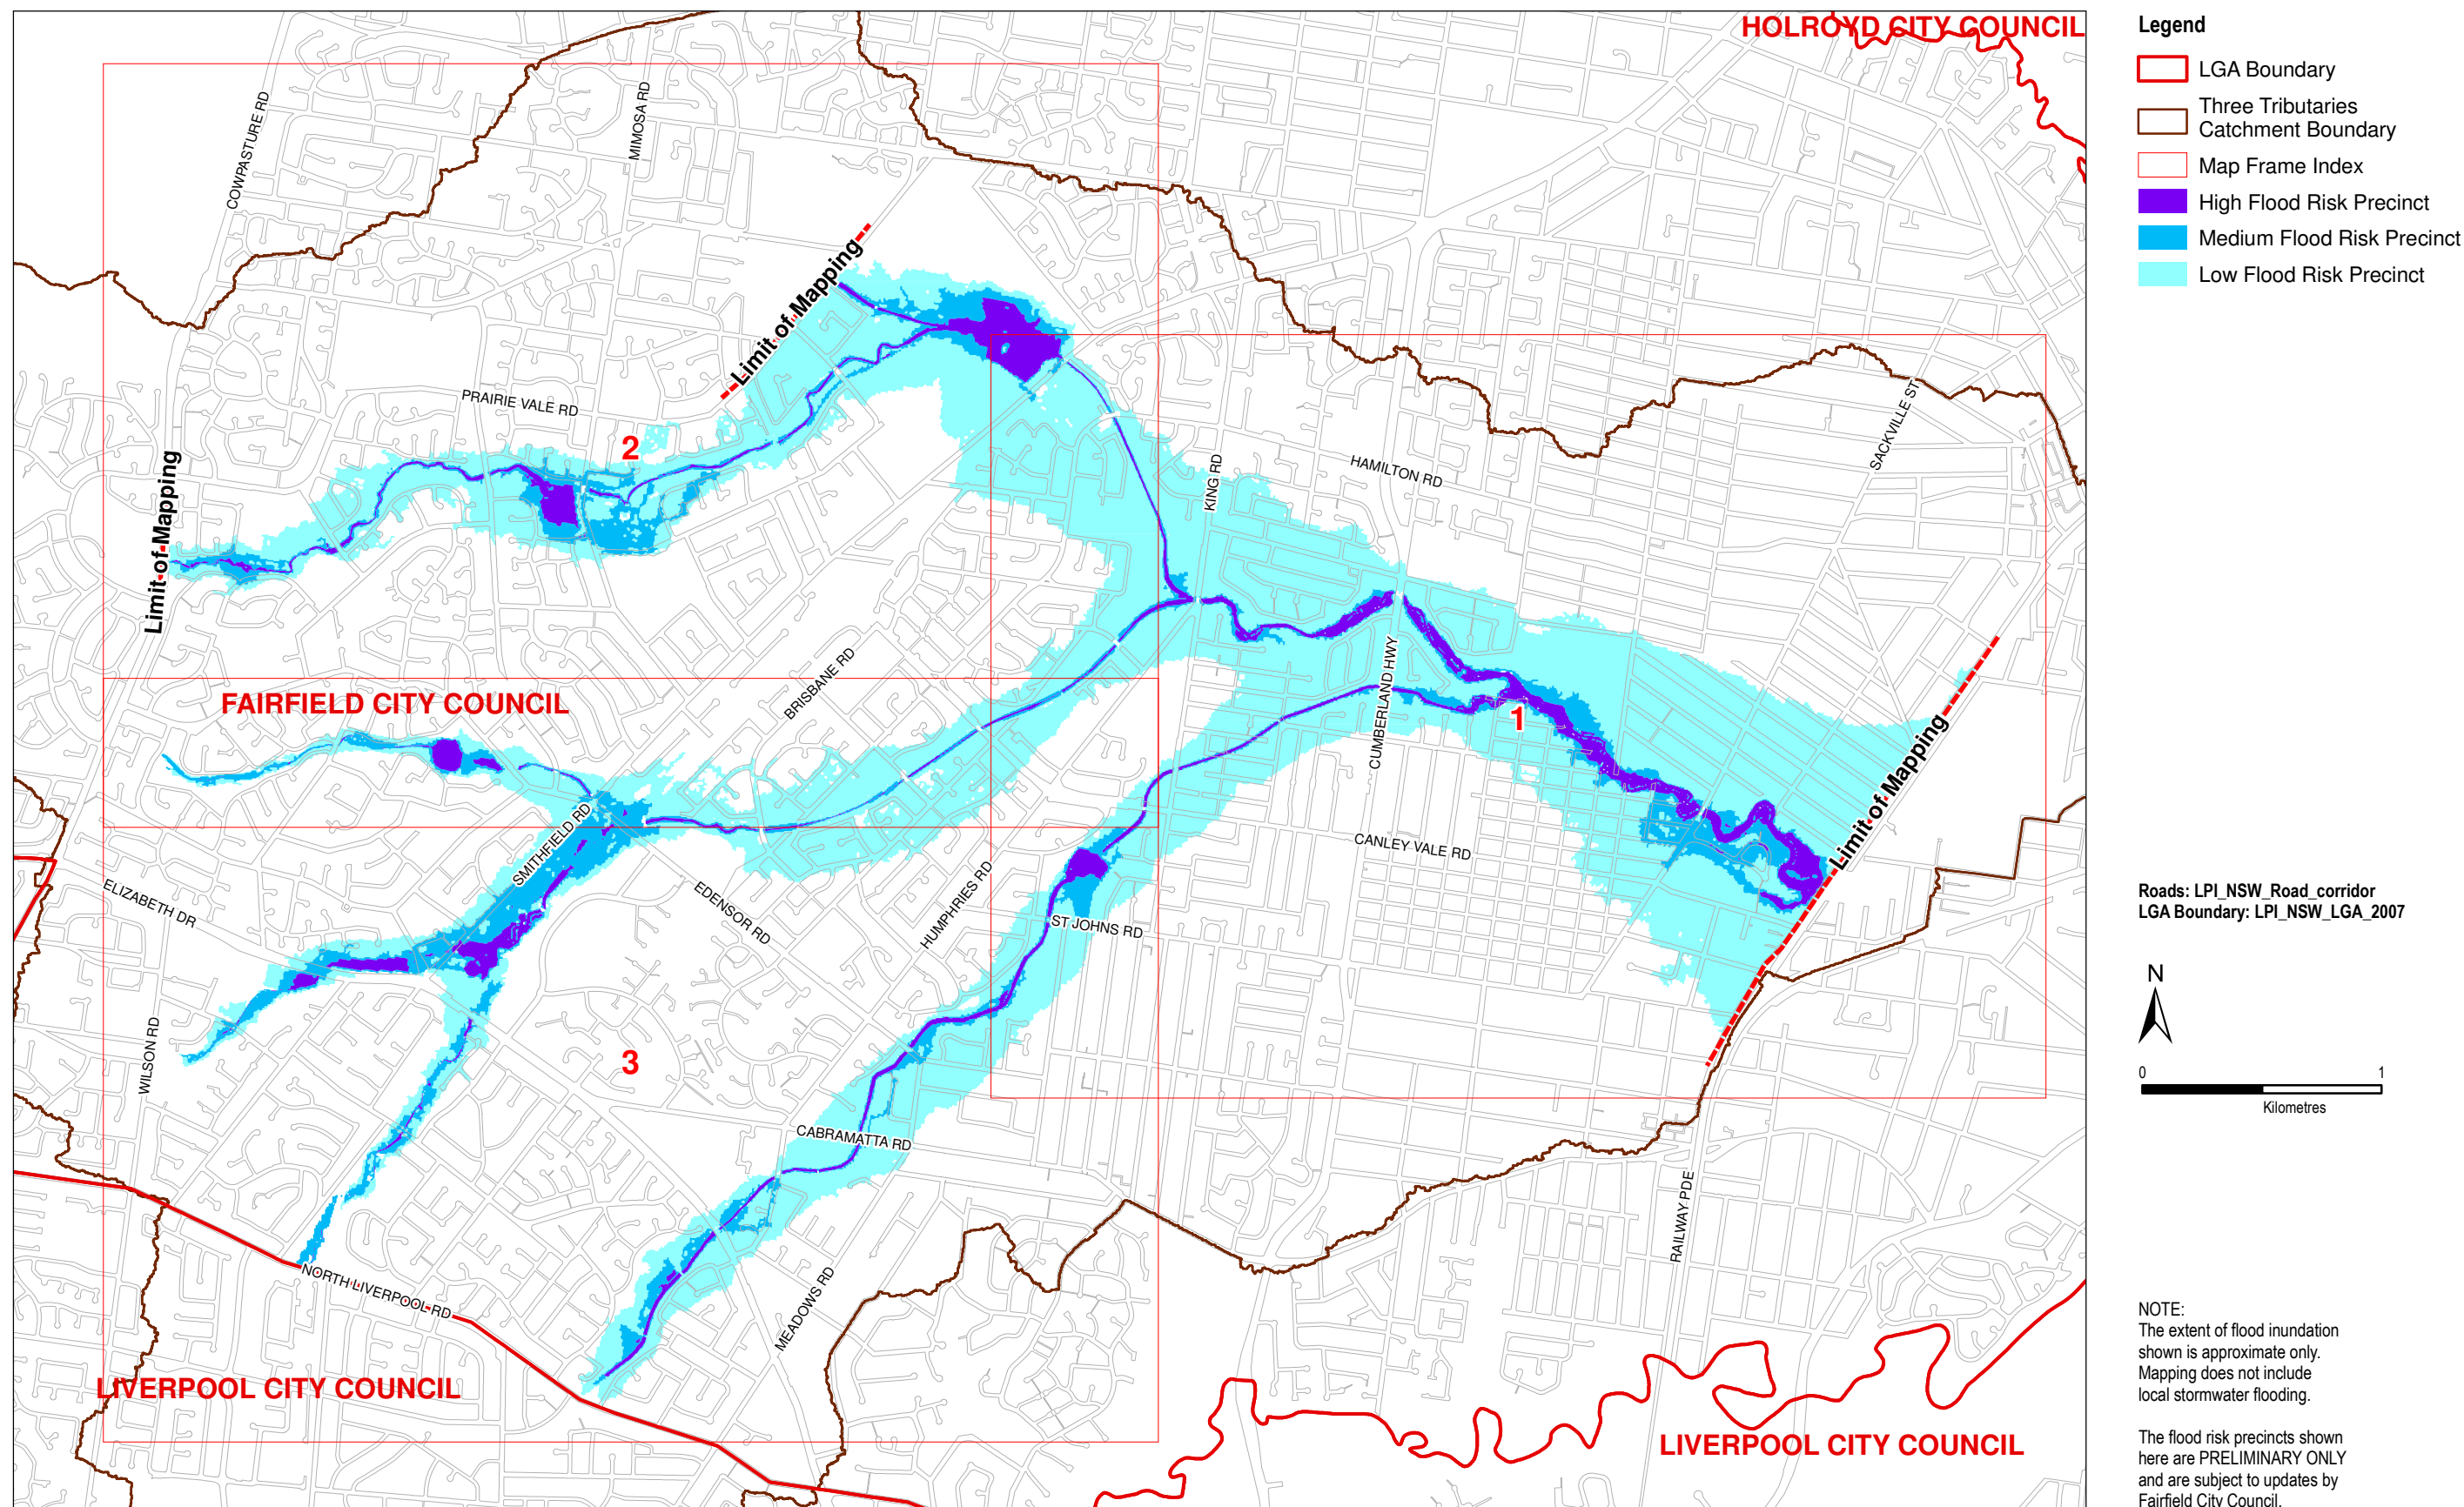 HOLROYD CITY COUNCIL
COWPASTURE RD
MIMOSA RD
Limit of Mapping
PRAIRIE VALE RD
2
SACKVILLE ST
HAMILTON RD
KING RD
Limit of Mapping
BRISBANE RD
FAIRFIELD CITY COUNCIL
CUMBERLAND HWY
1
Limit of Mapping
SMITHFIELD RD
CANLEY VALE RD
ELIZABETH DR
EDENSOR RD
HUMPHRIES RD
ST JOHNS RD
WILSON RD
3
CABRAMATTA RD
RAILWAY PDE
NORTH LIVERPOOL RD
MEADOWS RD
LIVERPOOL CITY COUNCIL
LIVERPOOL CITY COUNCIL
Legend
LGA Boundary
Three Tributaries
Catchment Boundary
Map Frame Index
High Flood Risk Precinct
Medium Flood Risk Precinct
Low Flood Risk Precinct
Roads: LPI_NSW_Road_corridor
LGA Boundary: LPI_NSW_LGA_2007
N
0 1
Kilometres
NOTE:
The extent of flood inundation
shown is approximate only.
Mapping does not include
local stormwater flooding.
The flood risk precincts shown
here are PRELIMINARY ONLY
and are subject to updates by
Fairfield City Council.